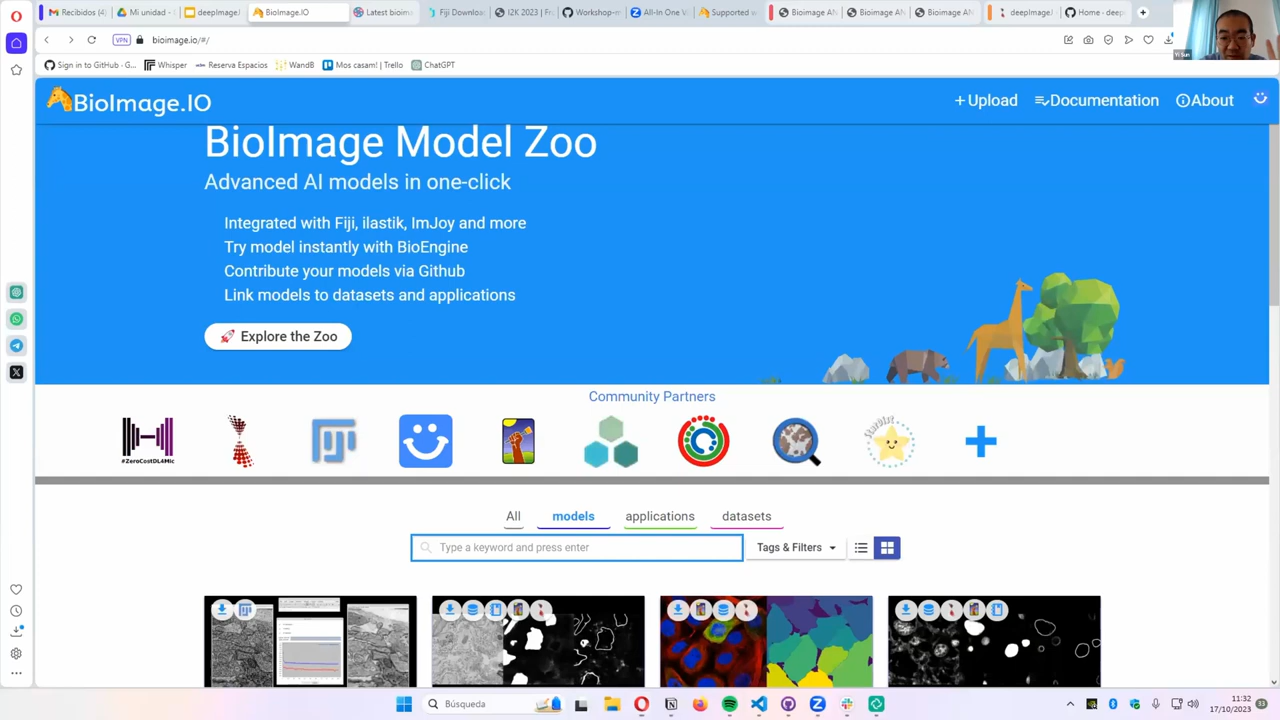 Recibidos (4)
Mi unidad -
deepImageJ
BioImage.IO
Latest bioim
Fiji Downloa
I2K 2023 | Fr
Workshop-m
All-In One V
Supported w
Bioimage AN
Bioimage AN
Bioimage AN
deepImageJ
Home · deep
VPN
bioimage.io/#/
Yi Sun
Sign in to GitHub · G...
Whisper
Reserva Espacios
WandB
Mos casam! | Trello
ChatGPT
BioImage.IO
Upload
Documentation
About
BioImage Model Zoo
Advanced AI models in one-click
Integrated with Fiji, ilastik, ImJoy and more
Try model instantly with BioEngine
Contribute your models via Github
Link models to datasets and applications
🚀 Explore the Zoo
Community Partners
#ZeroCostDL4Mic
StarDist
All
models
applications
datasets
Type a keyword and press enter
Tags & Filters
Búsqueda
11:32
17/10/2023
33